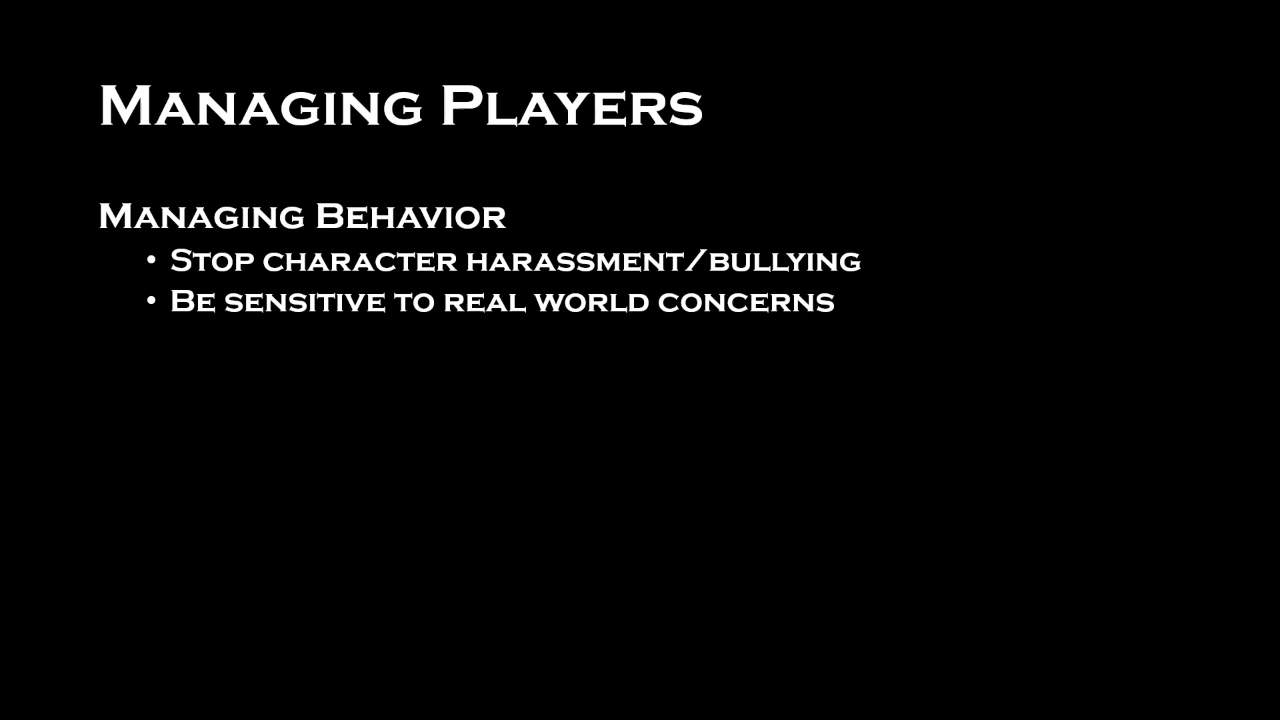 Managing Players
Managing Behavior
• Stop character harassment/bullying
• Be sensitive to real world concerns